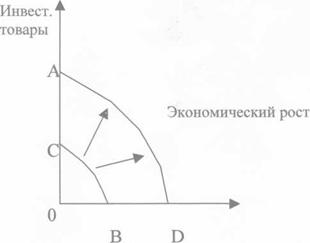 Инвест.
товары
A
Экономический рост
C
0
B D